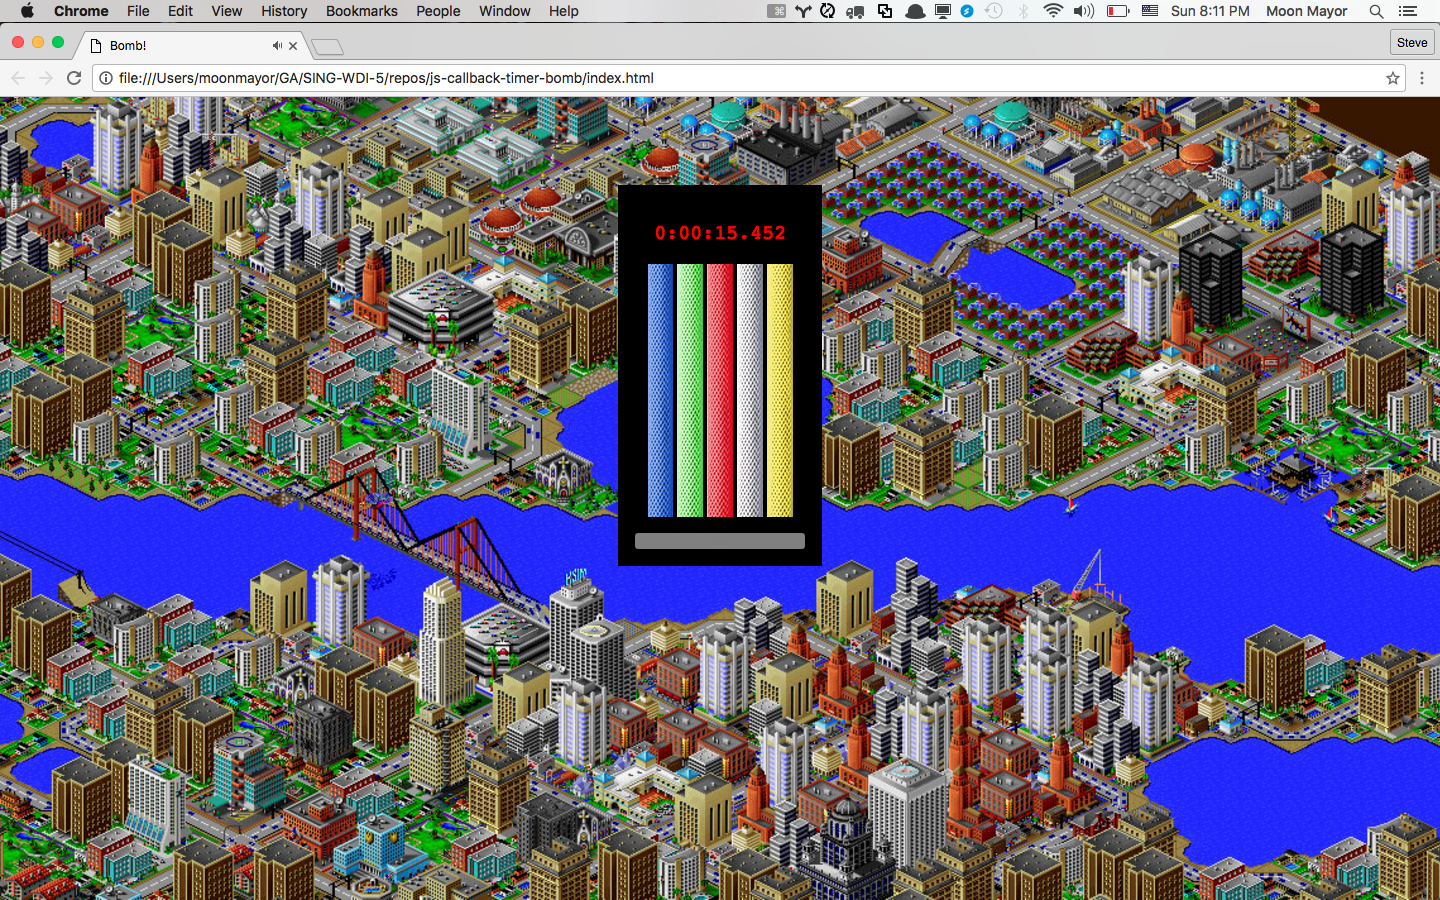 Chrome File Edit View History Bookmarks People Window Help Sun 8:11 PM Moon Mayor
Bomb! Steve
file:///Users/moonmayor/GA/SING-WDI-5/repos/js-callback-timer-bomb/index.html
0:00:15.452